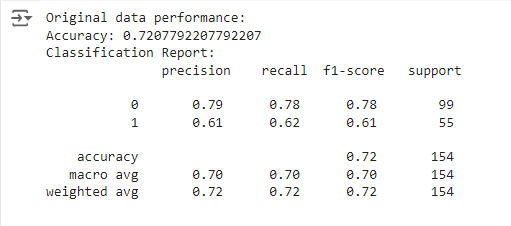 Original data performance:
Accuracy: 0.7207792207792207
Classification Report:
precision recall f1-score support
0 0.79 0.78 0.78 99
1 0.61 0.62 0.61 55
accuracy 0.72 154
macro avg 0.70 0.70 0.70 154
weighted avg 0.72 0.72 0.72 154